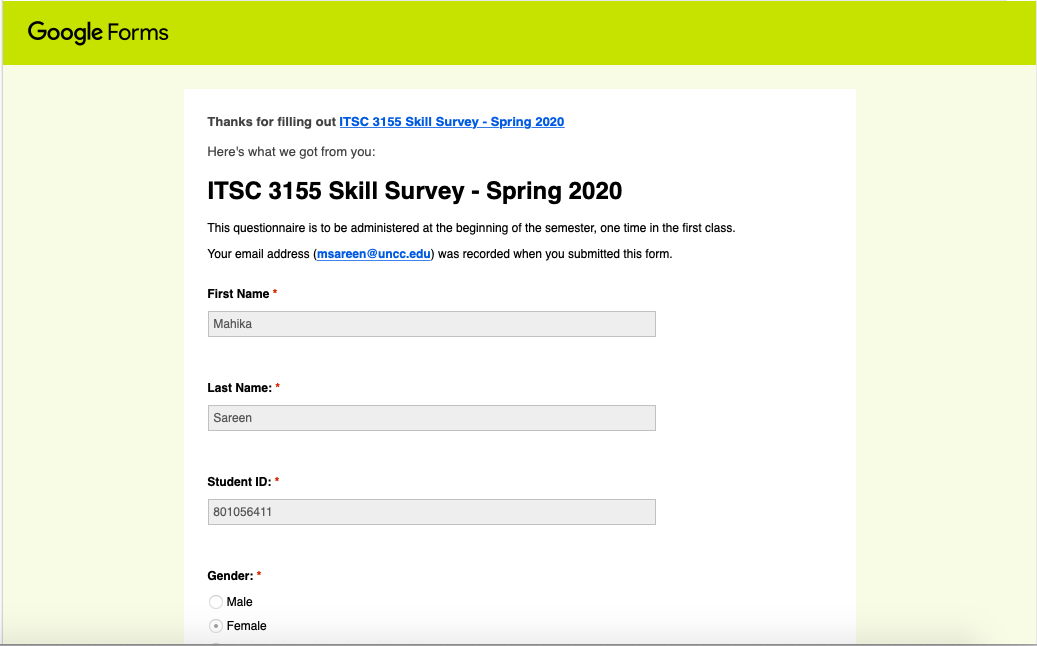 Google Forms
Thanks for filling out ITSC 3155 Skill Survey - Spring 2020
Here's what we got from you:
ITSC 3155 Skill Survey - Spring 2020
This questionnaire is to be administered at the beginning of the semester, one time in the first class.
Your email address (msareen@uncc.edu) was recorded when you submitted this form.
First Name *
Mahika
Last Name: *
Sareen
Student ID: *
801056411
Gender: *
Male
Female